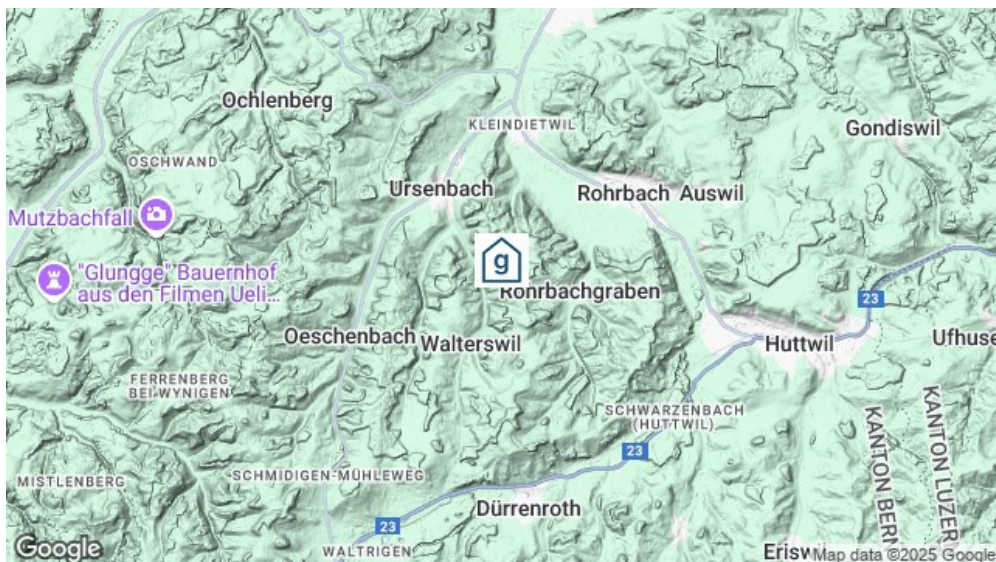 Ochlenberg
KLEINDIETWIL
Gondiswil
OSCHWAND
Ursenbach
Rohrbach Auswil
Mutzbachfall
g
"Glungge" Bauernhof
aus den Filmen Ueli...
Rohrbachgraben
23
Oeschenbach
Walterswil
Huttwil
Ufhuse
FERRENBERG
BEI WYNIGEN
SCHWARZENBACH
(HUTTWIL)
KANTON BERN
KANTON LUZER
23
MISTLENBERG
SCHMIDIGEN-MÜHLEWEG
Dürrenroth
23
WALTRIGEN
Google
Map data ©2025 Google